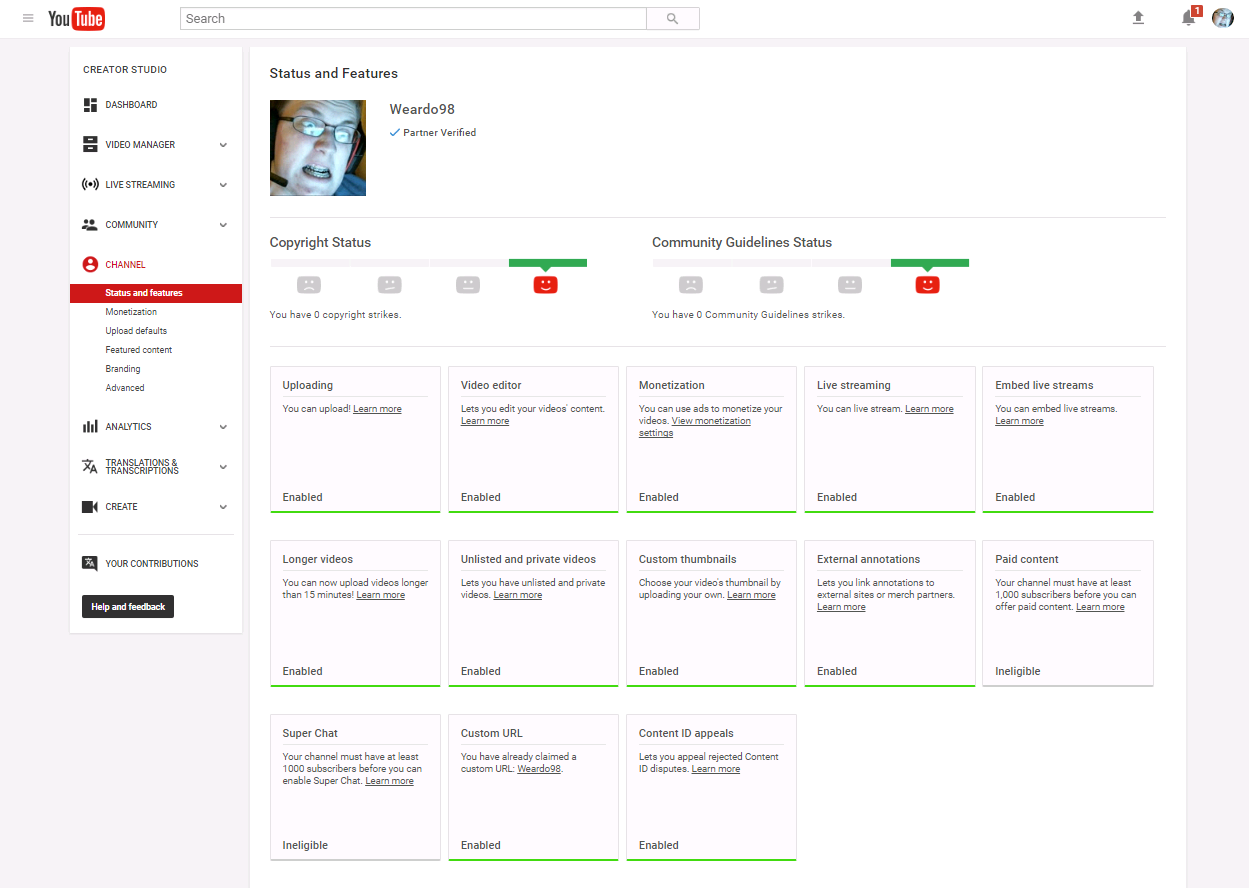 YouTube
Search
1
CREATOR STUDIO
DASHBOARD
VIDEO MANAGER
LIVE STREAMING
COMMUNITY
CHANNEL
Status and features
Monetization
Upload defaults
Featured content
Branding
Advanced
ANALYTICS
TRANSLATIONS &
TRANSCRIPTIONS
CREATE
YOUR CONTRIBUTIONS
Help and feedback
Status and Features
Weardo98
Partner Verified
Copyright Status
You have 0 copyright strikes.
Community Guidelines Status
You have 0 Community Guidelines strikes.
Uploading
You can upload! Learn more
Enabled
Video editor
Lets you edit your videos' content.
Learn more
Enabled
Monetization
You can use ads to monetize your
videos. View monetization
settings
Enabled
Live streaming
You can live stream. Learn more
Enabled
Embed live streams
You can embed live streams.
Learn more
Enabled
Longer videos
You can now upload videos longer
than 15 minutes! Learn more
Enabled
Unlisted and private videos
Lets you have unlisted and private
videos. Learn more
Enabled
Custom thumbnails
Choose your video's thumbnail by
uploading your own. Learn more
Enabled
External annotations
Lets you link annotations to
external sites or merch partners.
Learn more
Enabled
Paid content
Your channel must have at least
1,000 subscribers before you can
offer paid content. Learn more
Ineligible
Super Chat
Your channel must have at least
1000 subscribers before you can
enable Super Chat. Learn more
Ineligible
Custom URL
You have already claimed a
custom URL: Weardo98.
Enabled
Content ID appeals
Lets you appeal rejected Content
ID disputes. Learn more
Enabled